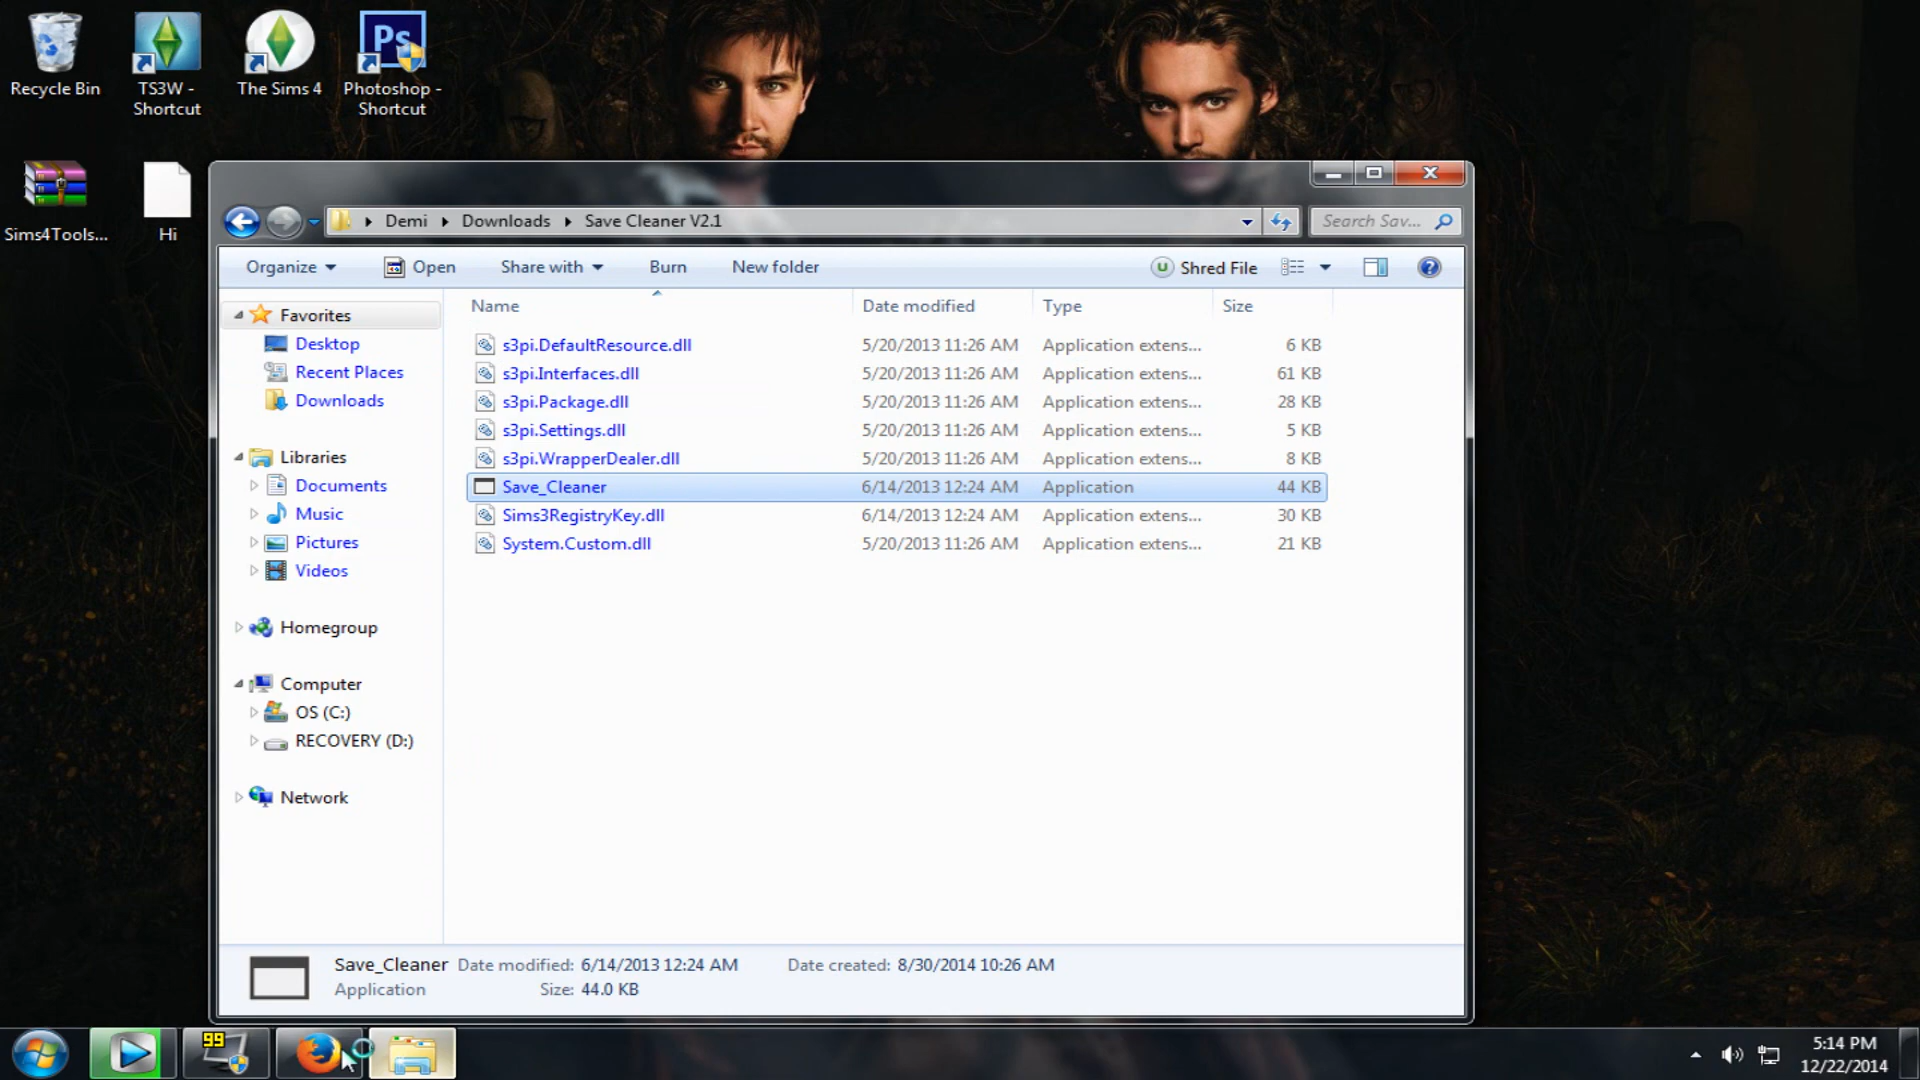 Recycle Bin
TS3W -
Shortcut
The Sims 4
Ps
Photoshop -
Shortcut
Sims4Tools...
Hi
Demi
Downloads
Save Cleaner V2.1
Search Sav...
Organize
Open
Share with
Burn
New folder
Shred File
Favorites
Desktop
Recent Places
Downloads
Libraries
Documents
Music
Pictures
Videos
Homegroup
Computer
OS (C:)
RECOVERY (D:)
Network
Name Date modified Type Size
s3pi.DefaultResource.dll 5/20/2013 11:26 AM Application extens... 6 KB
s3pi.Interfaces.dll 5/20/2013 11:26 AM Application extens... 61 KB
s3pi.Package.dll 5/20/2013 11:26 AM Application extens... 28 KB
s3pi.Settings.dll 5/20/2013 11:26 AM Application extens... 5 KB
s3pi.WrapperDealer.dll 5/20/2013 11:26 AM Application extens... 8 KB
Save_Cleaner 6/14/2013 12:24 AM Application 44 KB
Sims3RegistryKey.dll 6/14/2013 12:24 AM Application extens... 30 KB
System.Custom.dll 5/20/2013 11:26 AM Application extens... 21 KB
Save_Cleaner Date modified: 6/14/2013 12:24 AM Date created: 8/30/2014 10:26 AM
Application Size: 44.0 KB
99
5:14 PM
12/22/2014